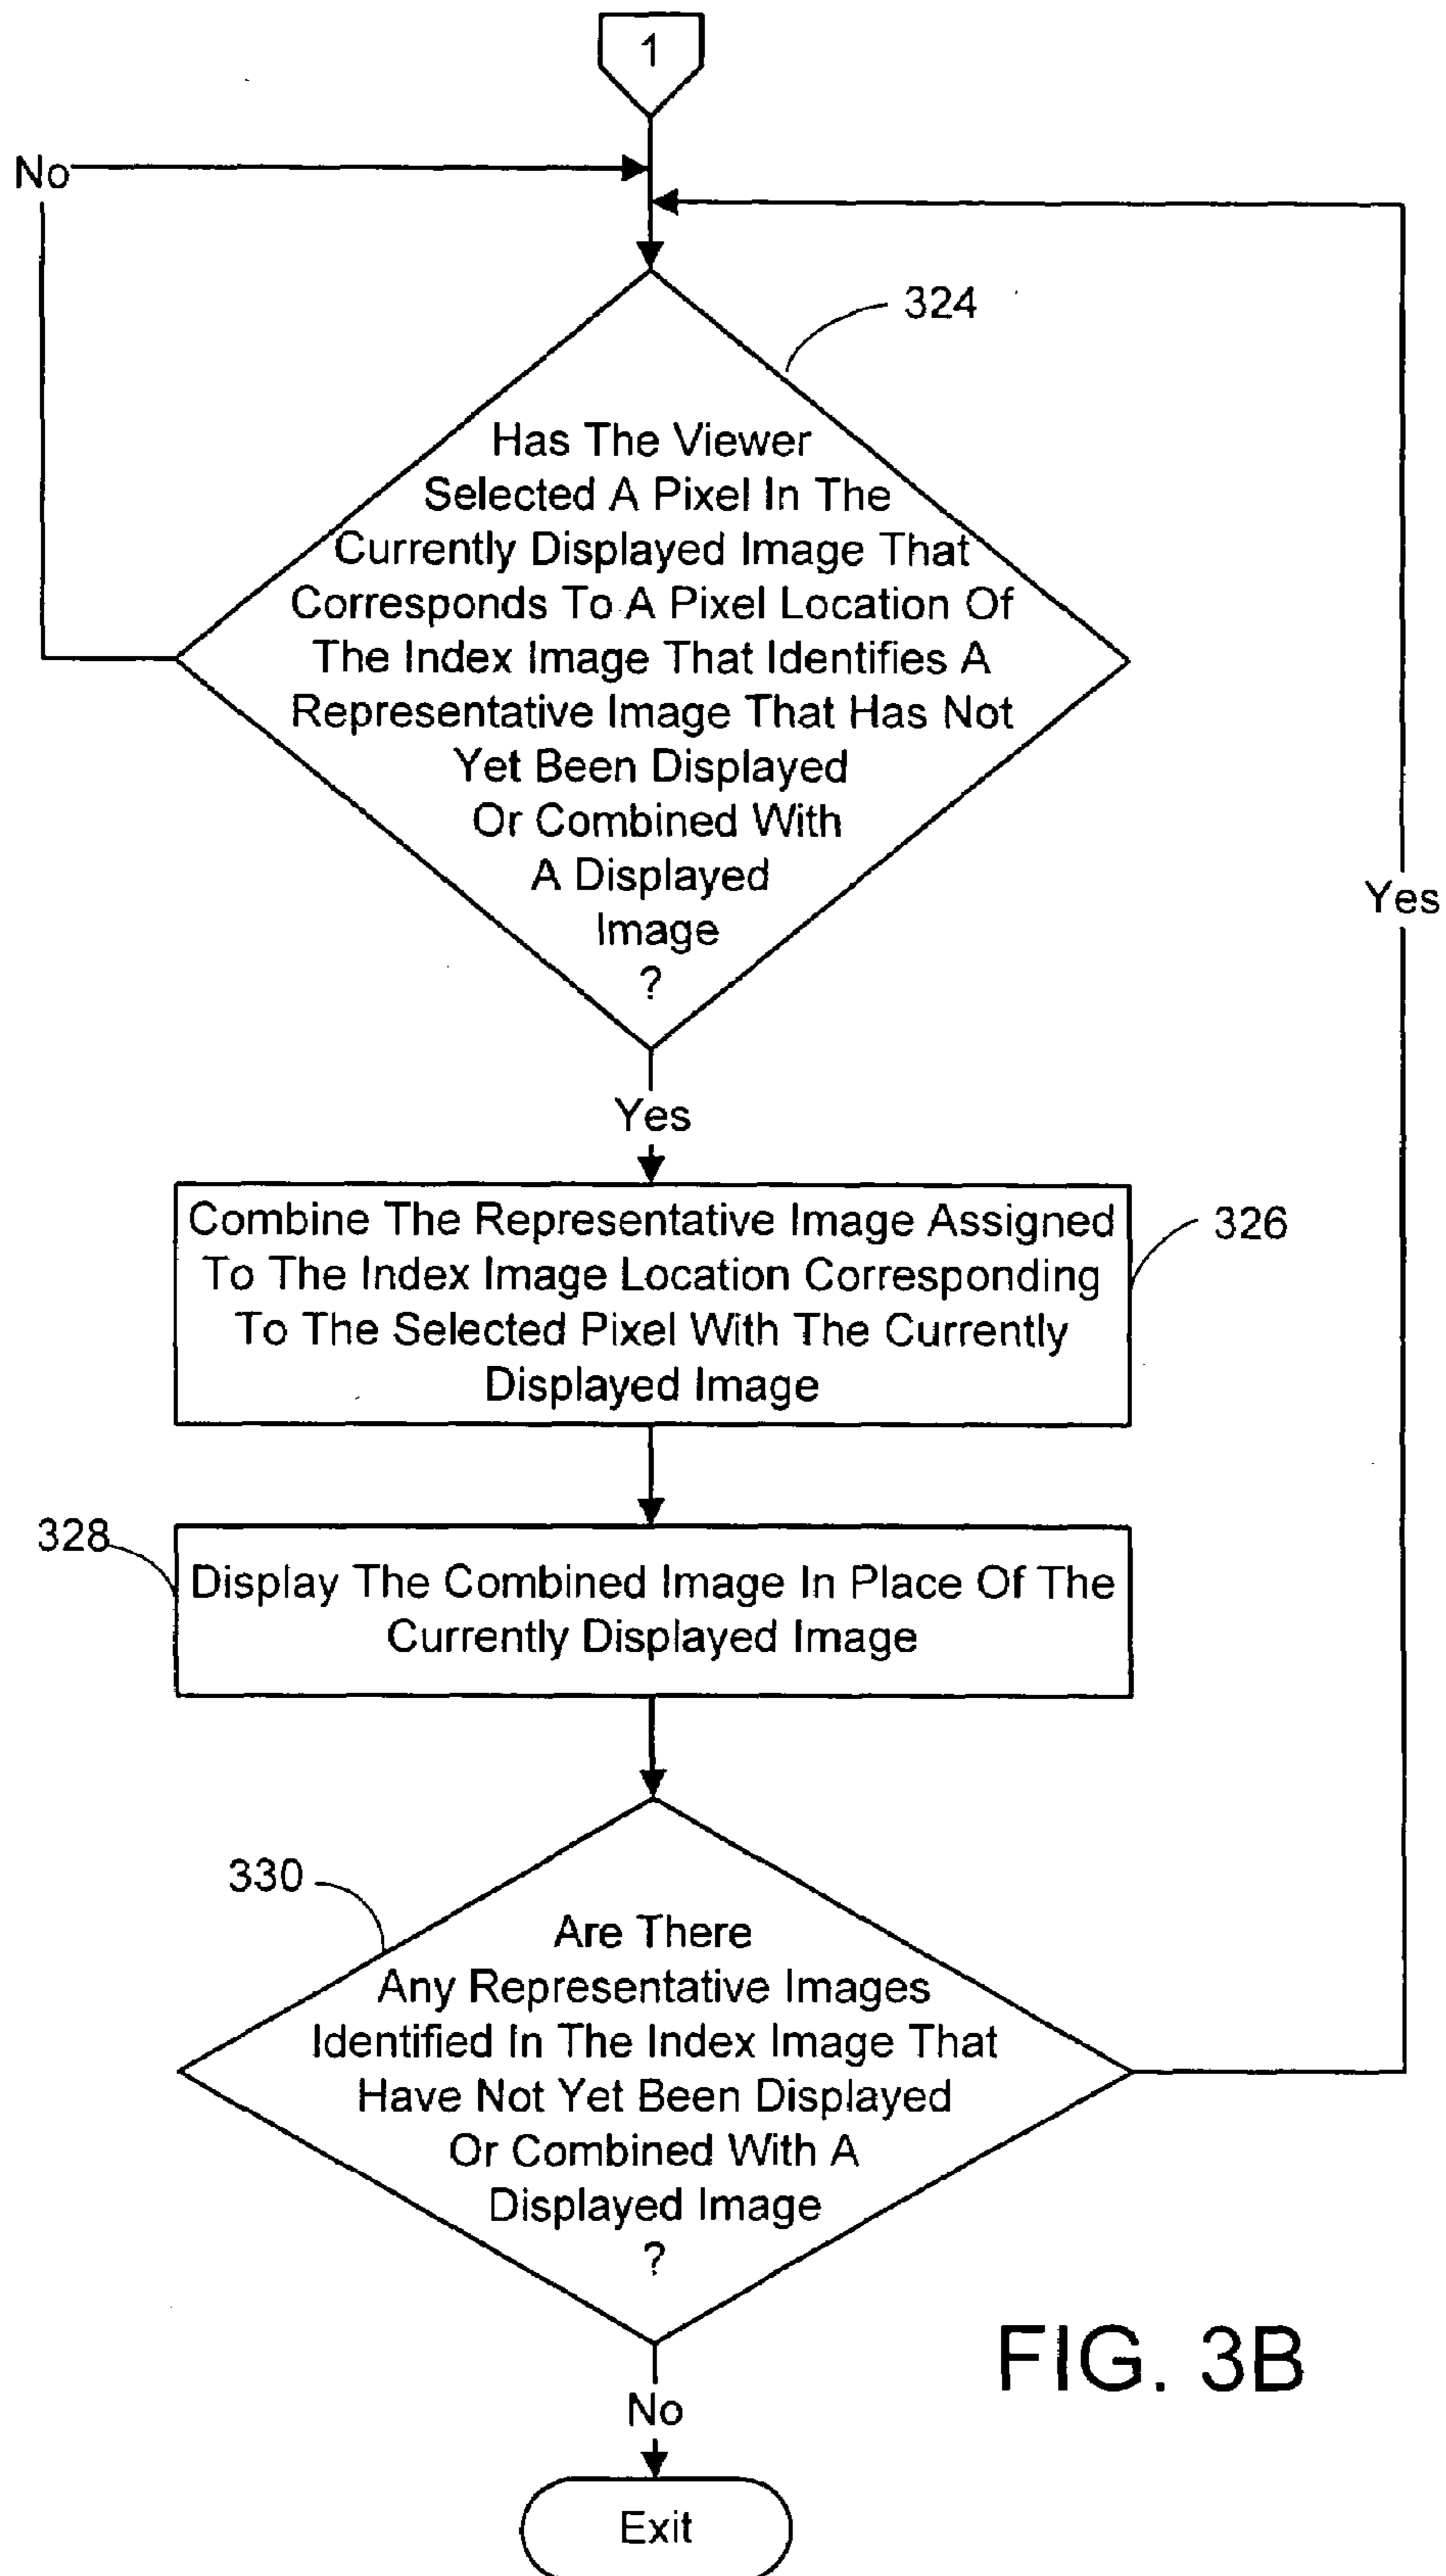 1
No
324
Has The Viewer
Selected A Pixel In The
Currently Displayed Image That
Corresponds To A Pixel Location Of
The Index Image That Identifies A
Representative Image That Has Not
Yet Been Displayed
Or Combined With
A Displayed
Image
?
Yes
Yes
Combine The Representative Image Assigned
To The Index Image Location Corresponding
To The Selected Pixel With The Currently
Displayed Image
326
328
Display The Combined Image In Place Of The
Currently Displayed Image
330
Are There
Any Representative Images
Identified In The Index Image That
Have Not Yet Been Displayed
Or Combined With A
Displayed Image
?
FIG. 3B
No
Exit